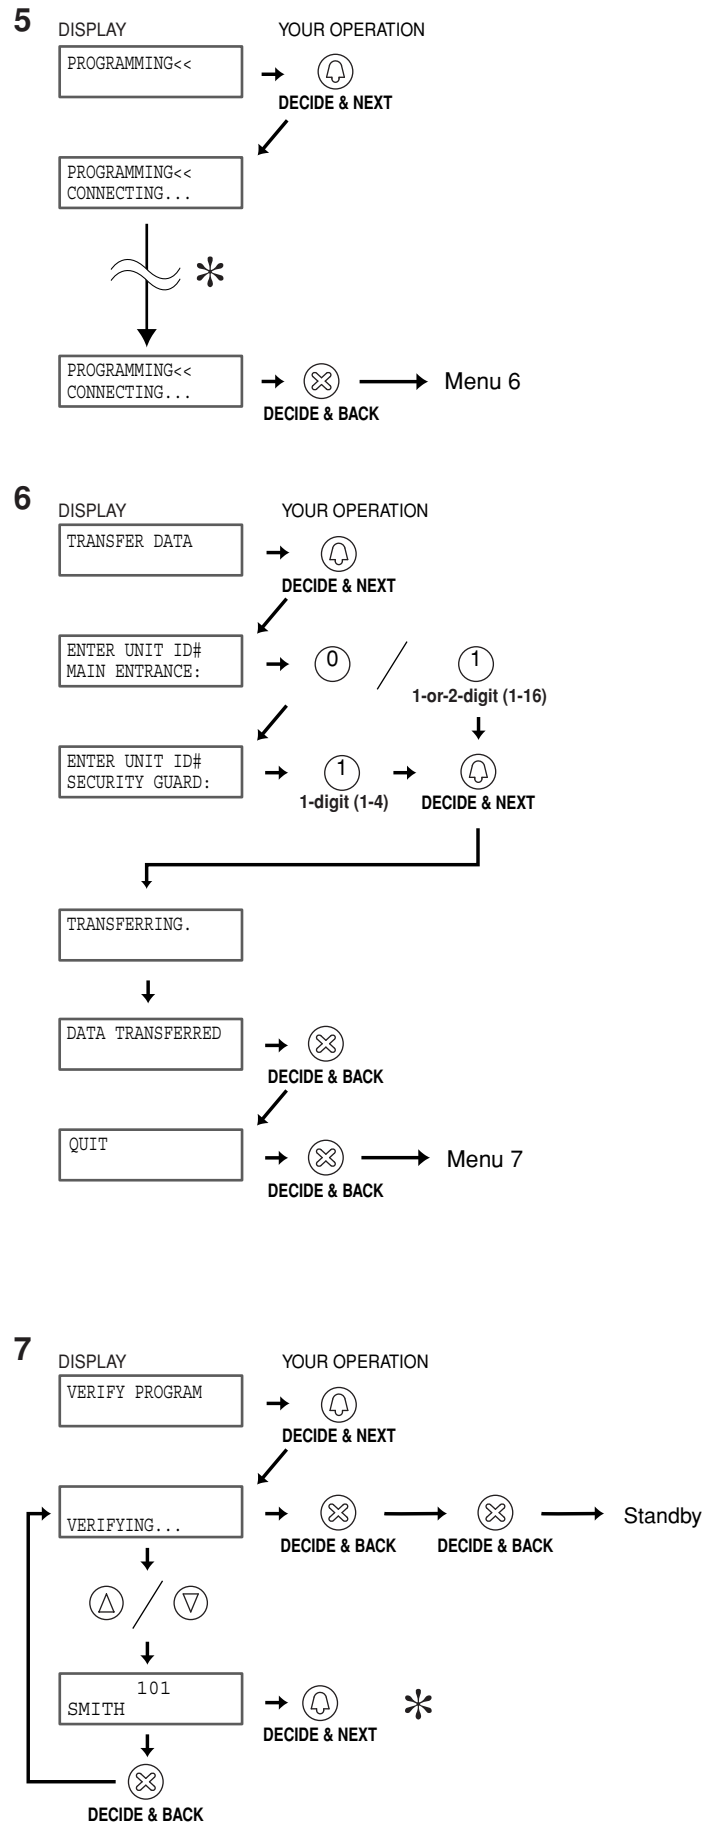 5
DISPLAY YOUR OPERATION
PROGRAMMING<<
DECIDE & NEXT
PROGRAMMING<<
CONNECTING...
*
PROGRAMMING<<
CONNECTING...
Menu 6
DECIDE & BACK
6
DISPLAY YOUR OPERATION
TRANSFER DATA
DECIDE & NEXT
ENTER UNIT ID#
MAIN ENTRANCE:
0 / 1
1-or-2-digit (1-16)
ENTER UNIT ID#
SECURITY GUARD:
1
1-digit (1-4) DECIDE & NEXT
TRANSFERRING.
DATA TRANSFERRED
DECIDE & BACK
QUIT
Menu 7
DECIDE & BACK
7
DISPLAY YOUR OPERATION
VERIFY PROGRAM
DECIDE & NEXT
VERIFYING...
Standby
DECIDE & BACK DECIDE & BACK
/
101
SMITH
*
DECIDE & NEXT
DECIDE & BACK